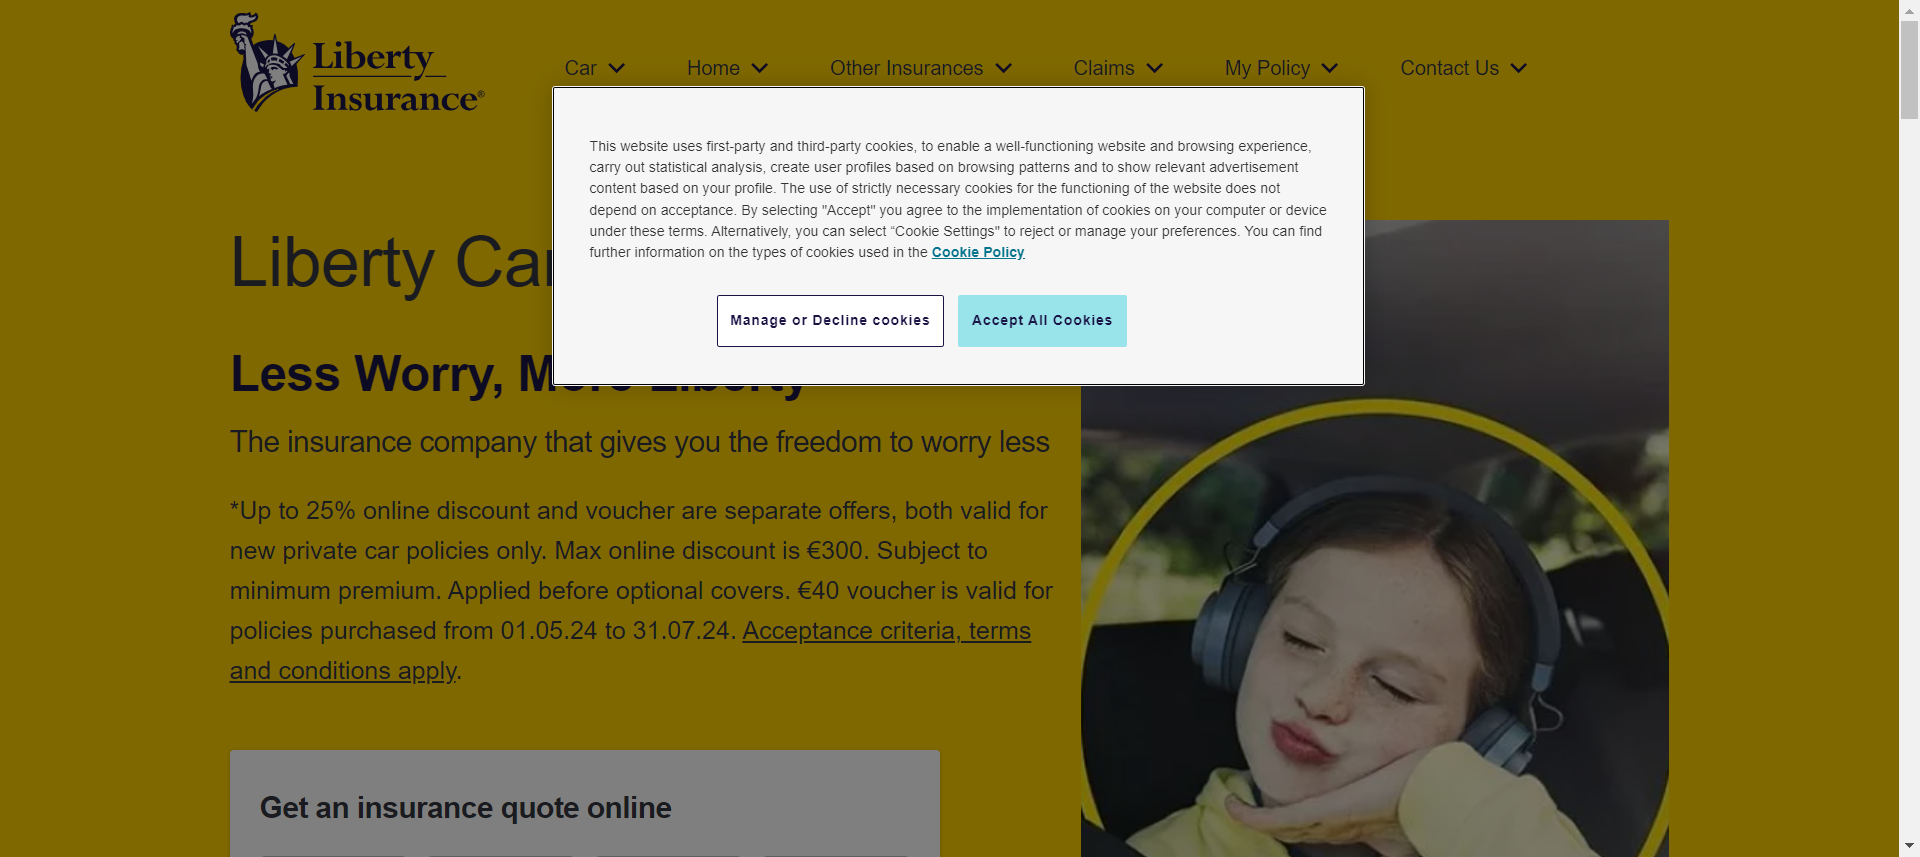 Liberty
Insurance®
Car
Home
Other Insurances
Claims
My Policy
Contact Us
This website uses first-party and third-party cookies, to enable a well-functioning website and browsing experience,
carry out statistical analysis, create user profiles based on browsing patterns and to show relevant advertisement
content based on your profile. The use of strictly necessary cookies for the functioning of the website does not
depend on acceptance. By selecting "Accept" you agree to the implementation of cookies on your computer or device
under these terms. Alternatively, you can select “Cookie Settings" to reject or manage your preferences. You can find
further information on the types of cookies used in the Cookie Policy
Manage or Decline cookies
Accept All Cookies
Liberty Car
Less Worry, More Liberty
The insurance company that gives you the freedom to worry less
*Up to 25% online discount and voucher are separate offers, both valid for
new private car policies only. Max online discount is €300. Subject to
minimum premium. Applied before optional covers. €40 voucher is valid for
policies purchased from 01.05.24 to 31.07.24. Acceptance criteria, terms
and conditions apply.
Get an insurance quote online